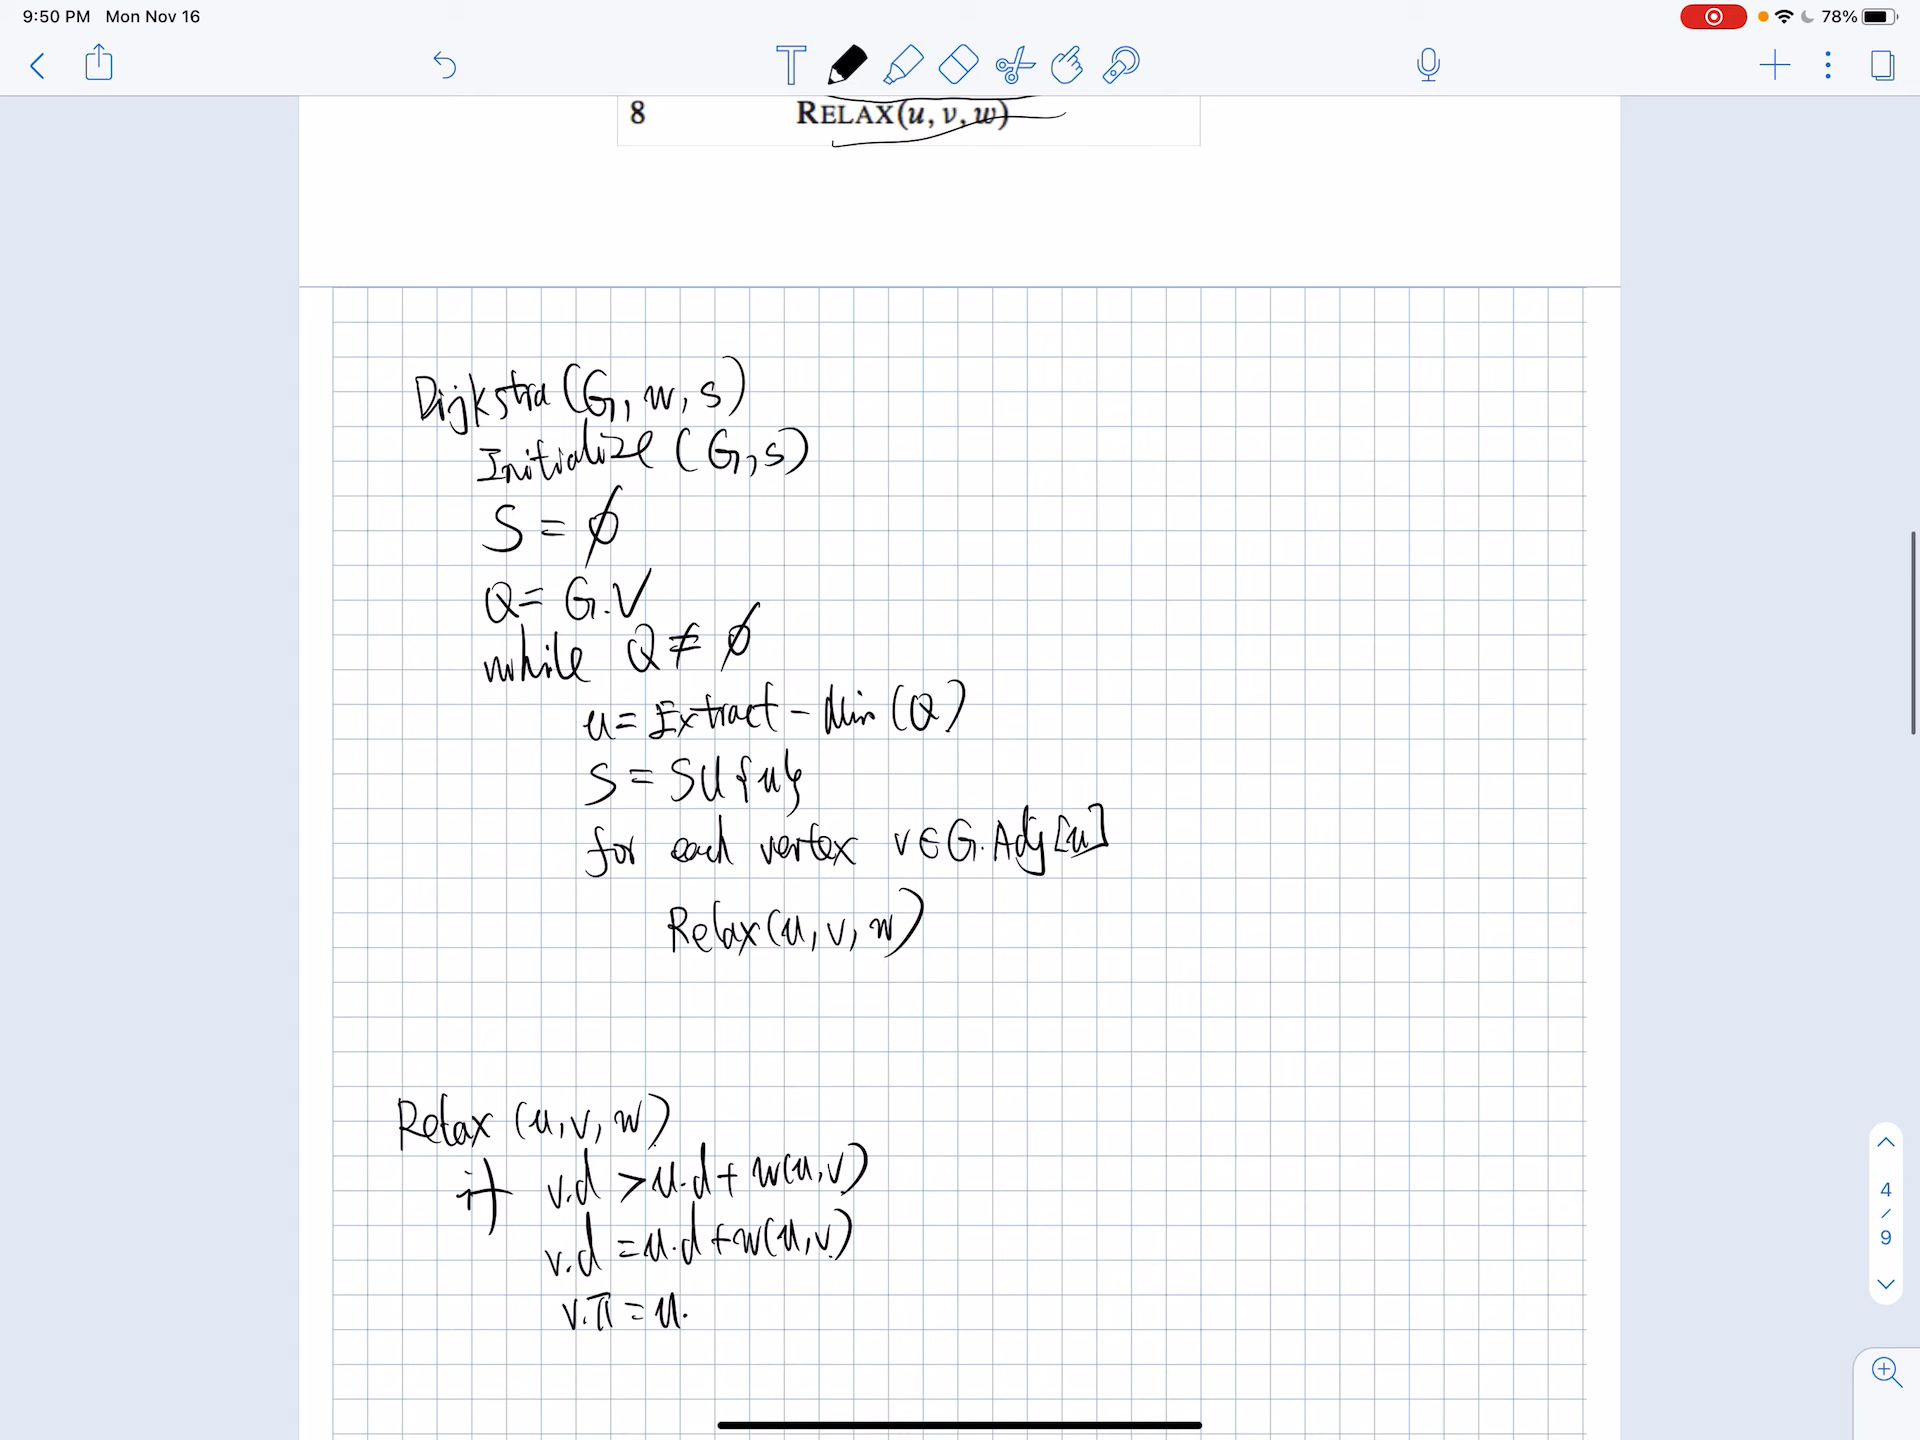 9:50 PM Mon Nov 16
78%
T
8 RELAX(u, v, w)
Dijkstra (G, w, s)
Initialize (G, s)
S = ∅
Q = G.V
while Q ≠ ∅
u = Extract-Min (Q)
S = S ∪ {u}
for each vertex v ∈ G.Adj[u]
Relax(u, v, w)
Relax (u, v, w)
if v.d > u.d + w(u,v)
v.d = u.d + w(u,v)
v.π = u.
4
/
9